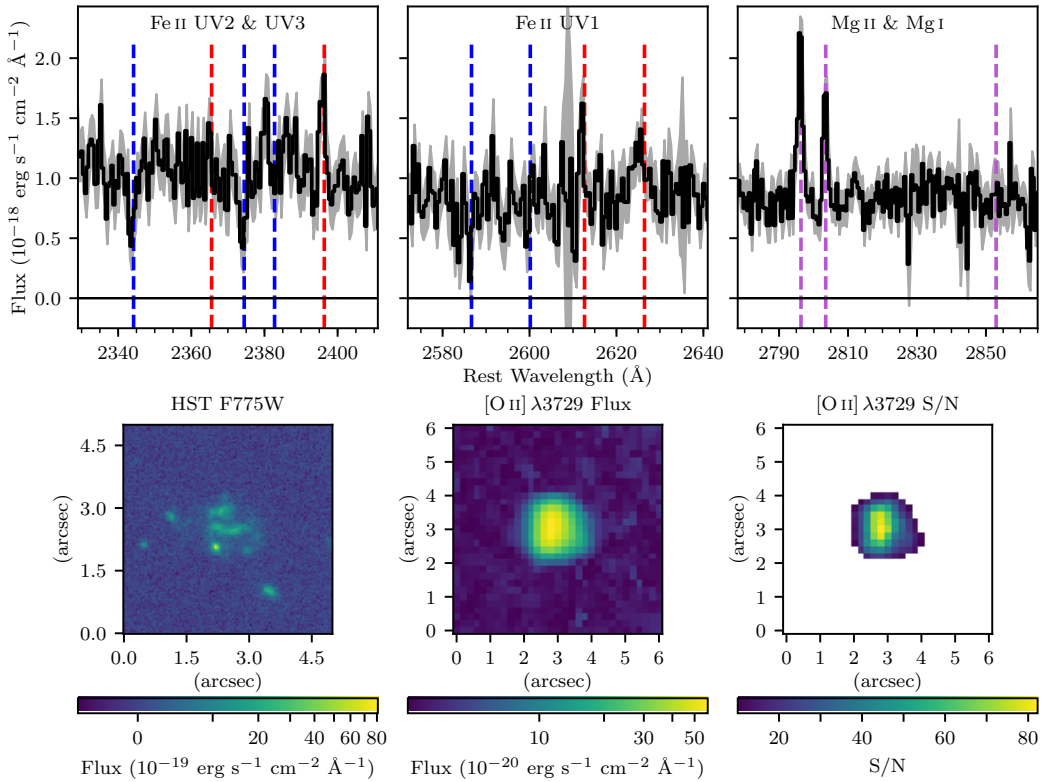 Fe II UV2 & UV3
Fe II UV1
Mg II & Mg I
Flux (10⁻¹⁸ erg s⁻¹ cm⁻² Å⁻¹)
2.0
1.5
1.0
0.5
0.0
2340 2360 2380 2400
2580 2600 2620 2640
2790 2810 2830 2850
Rest Wavelength (Å)
HST F775W
[O II] λ3729 Flux
[O II] λ3729 S/N
(arcsec)
4.5
3.0
1.5
0.0
0.0 1.5 3.0 4.5
(arcsec)
(arcsec)
6
5
4
3
2
1
0
0 1 2 3 4 5 6
(arcsec)
(arcsec)
6
5
4
3
2
1
0
0 1 2 3 4 5 6
(arcsec)
0 20 40 60 80
Flux (10⁻¹⁹ erg s⁻¹ cm⁻² Å⁻¹)
10 30 50
Flux (10⁻²⁰ erg s⁻¹ cm⁻² Å⁻¹)
20 40 60 80
S/N